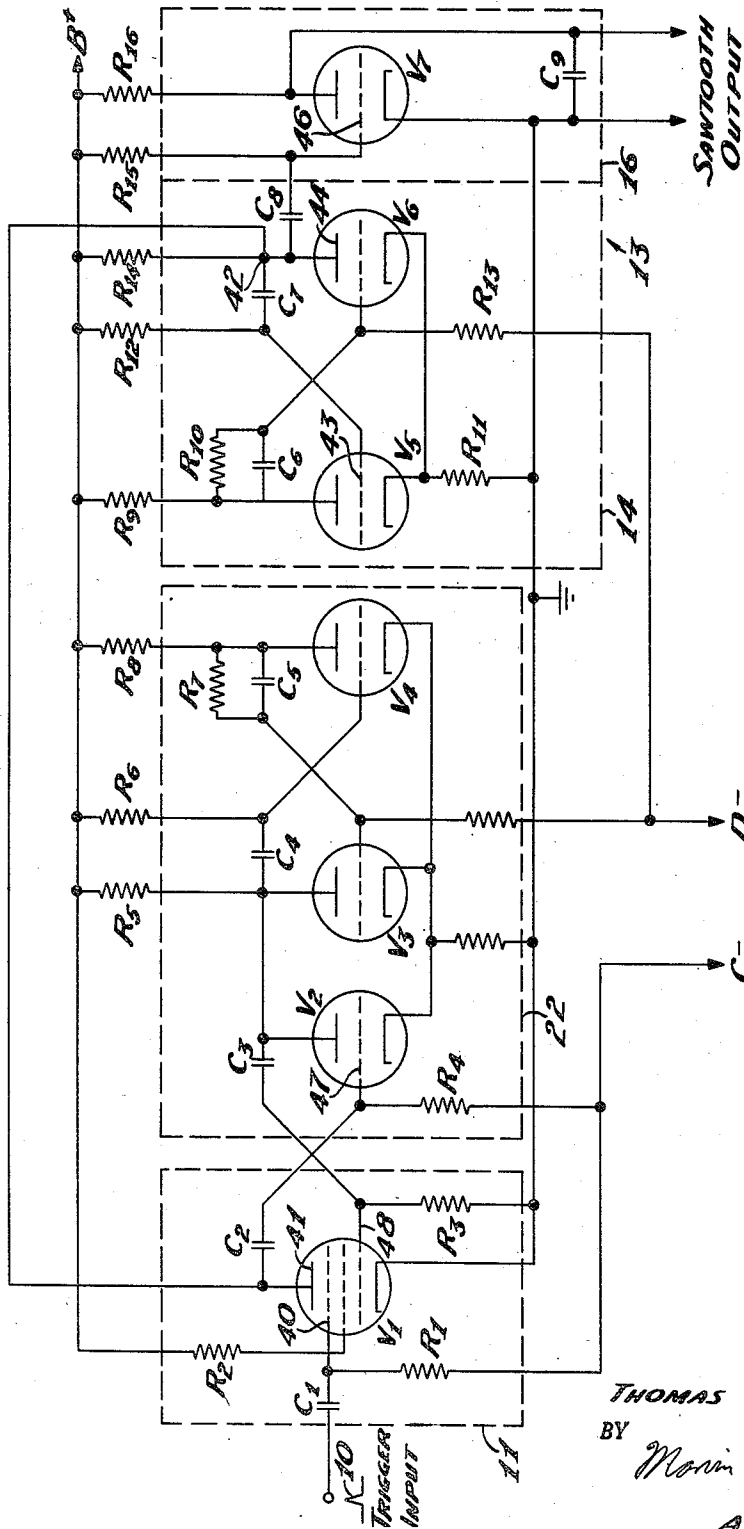 B+
R16
R15
R14
R12
R9
R8
R6
R5
R2
46
V7
C9
SAWTOOTH
OUTPUT
16
C8
44
V6
42
C7
R13
13
R10
C6
43
V5
R11
14
R7
C5
V4
C4
V3
D-
C3
V2
47
R4
22
C-
C2
41
40
48
V1
R3
R1
C1
11
10
TRIGGER
INPUT
THOMAS
BY
Marvin
A